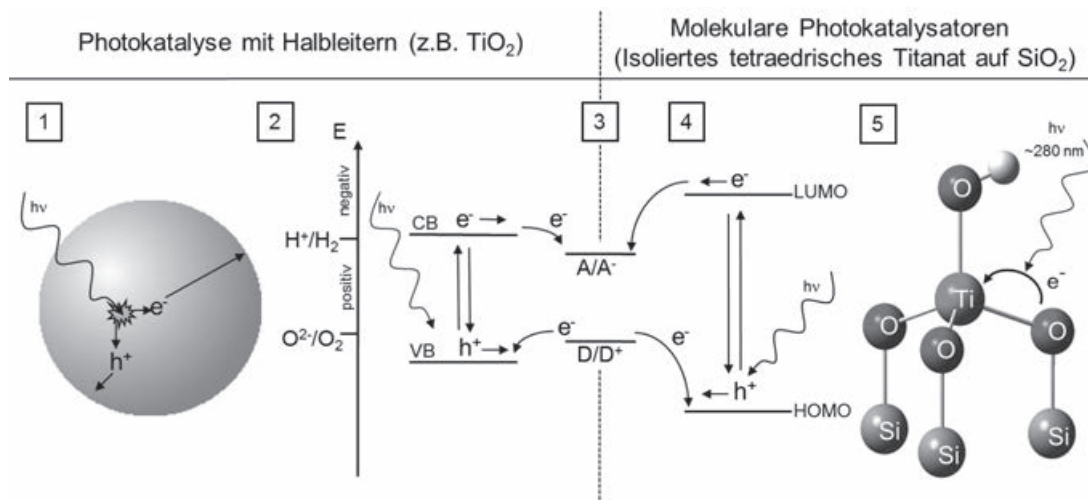 Photokatalyse mit Halbleitern (z.B. TiO₂)
Molekulare Photokatalysatoren
(Isoliertes tetraedrisches Titanat auf SiO₂)
1
hν
e⁻
h⁺
2
E
negativ
positiv
H⁺/H₂
O²⁻/O₂
hν
CB
e⁻
e⁻
VB
h⁺
e⁻
3
A/A⁻
D/D⁺
4
e⁻
LUMO
hν
e⁻
h⁺
HOMO
5
hν
~280 nm
O
e⁻
Ti
O
O
O
Si
Si
Si